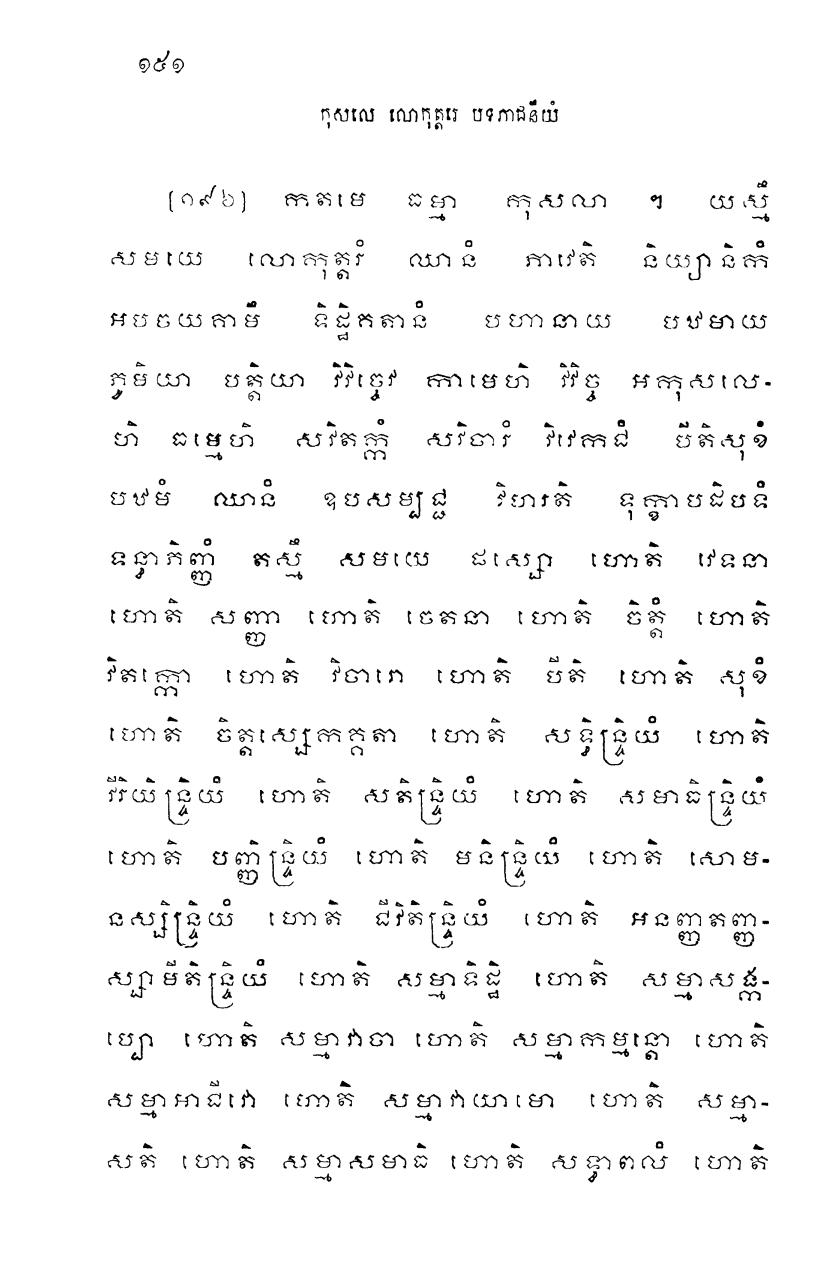 ១៥១
កុសលេ លោកុត្តរេ បទភាជនីយំ
[១៩៦] កតមេ ធម្មា កុសលា ។ យស្មឹ
សមយេ លោកុត្តរំ ឈានំ ភាវេតិ និយ្យានិកំ
អបចយគាមឹ ទិដ្ឋិគតានំ បហានាយ បឋមាយ
ភូមិយា បត្តិយា វិវិច្ចេវ កាមេហិ វិវិច្ច អកុសលេ-
ហិ ធម្មេហិ សវិតក្កំ សវិចារំ វិវេកជំ បីតិសុខំ
បឋមំ ឈានំ ឧបសម្បជ្ជ វិហរតិ ទុក្ខាបដិបទំ
ទន្ធាភិញ្ញំ តស្មឹ សមយេ ផស្សោ ហោតិ វេទនា
ហោតិ សញ្ញា ហោតិ ចេតនា ហោតិ ចិត្តំ ហោតិ
វិតក្កោ ហោតិ វិចារោ ហោតិ បីតិ ហោតិ សុខំ
ហោតិ ចិត្តស្សេកគ្គតា ហោតិ សទ្ធិន្ទ្រិយំ ហោតិ
វីរិយិន្ទ្រិយំ ហោតិ សតិន្ទ្រិយំ ហោតិ សមាធិន្ទ្រិយំ
ហោតិ បញ្ញិន្ទ្រិយំ ហោតិ មនិន្ទ្រិយំ ហោតិ សោម-
នស្សិន្ទ្រិយំ ហោតិ ជីវិតិន្ទ្រិយំ ហោតិ អនញ្ញតញ្ញ-
ស្សាមីតិន្ទ្រិយំ ហោតិ សម្មាទិដ្ឋិ ហោតិ សម្មាសង្ក-
ប្បោ ហោតិ សម្មាវាចា ហោតិ សម្មាកម្មន្តោ ហោតិ
សម្មាអាជីវោ ហោតិ សម្មាវាយាមោ ហោតិ សម្មា-
សតិ ហោតិ សម្មាសមាធិ ហោតិ សទ្ធាពលំ ហោតិ